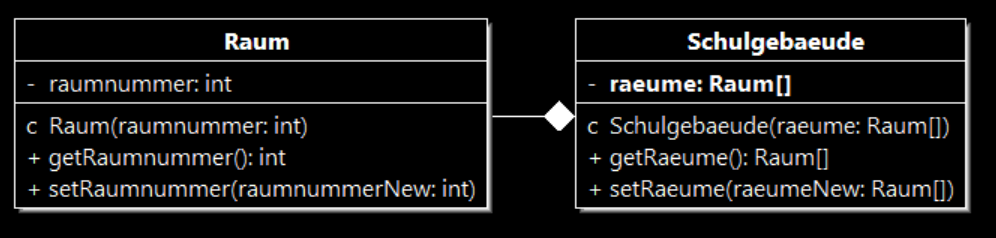 Raum
- raumnummer: int
c Raum(raumnummer: int)
+ getRaumnummer(): int
+ setRaumnummer(raumnummerNew: int)
Schulgebaeude
- raeume: Raum[]
c Schulgebaeude(raeume: Raum[])
+ getRaeume(): Raum[]
+ setRaeume(raeumeNew: Raum[])